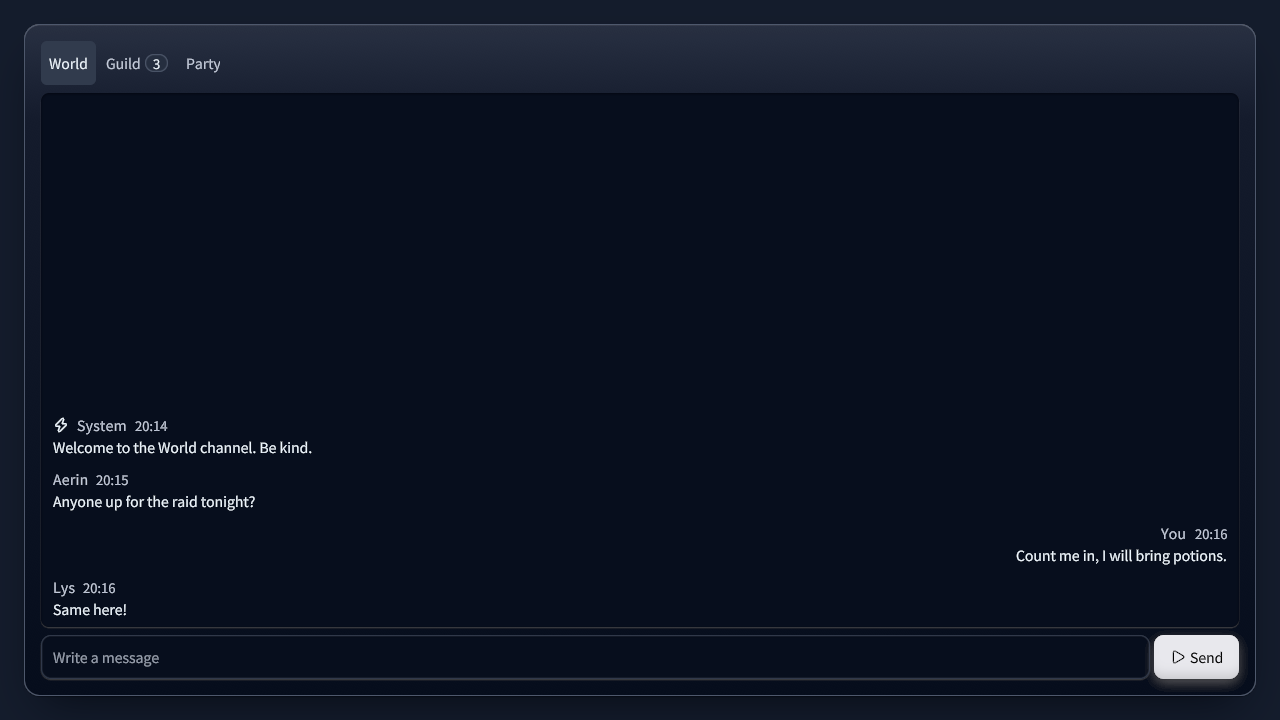 World Guild 3 Party
System 20:14
Welcome to the World channel. Be kind.
Aerin 20:15
Anyone up for the raid tonight?
You 20:16
Count me in, I will bring potions.
Lys 20:16
Same here!
Write a message Send